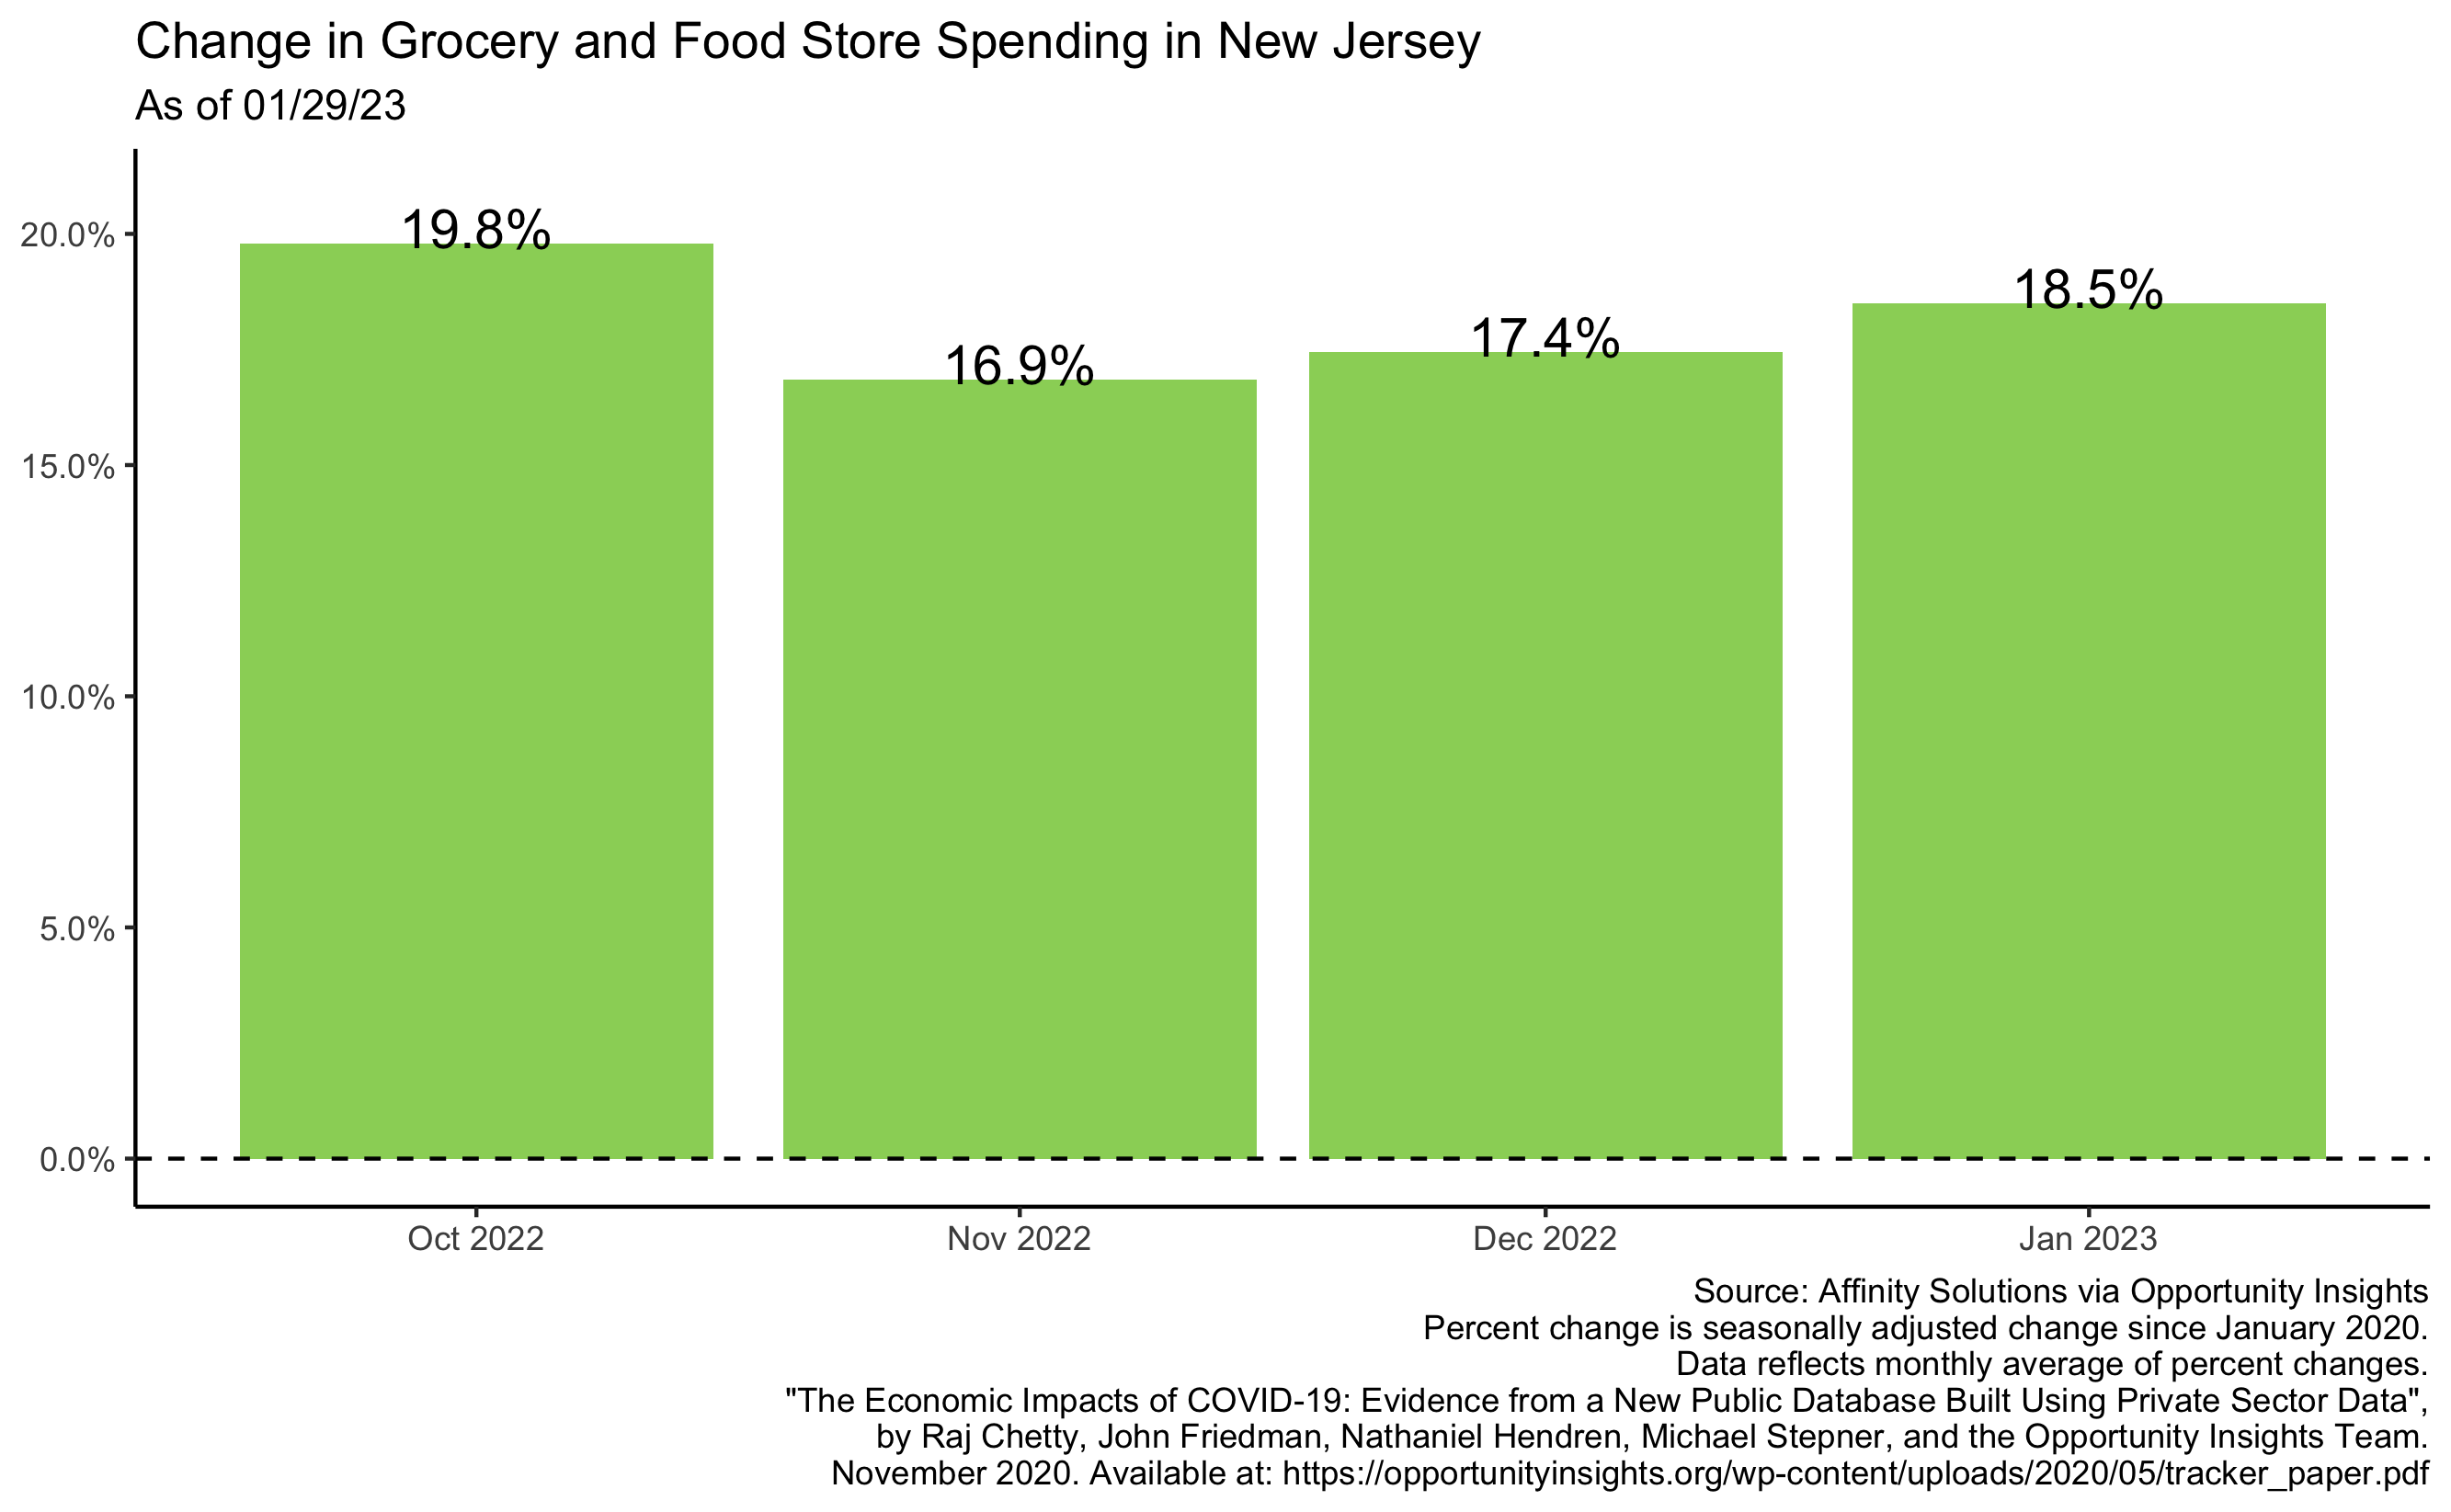 Change in Grocery and Food Store Spending in New Jersey
As of 01/29/23
20.0%
15.0%
10.0%
5.0%
0.0%
19.8%
16.9%
17.4%
18.5%
Oct 2022
Nov 2022
Dec 2022
Jan 2023
Source: Affinity Solutions via Opportunity Insights
Percent change is seasonally adjusted change since January 2020.
Data reflects monthly average of percent changes.
"The Economic Impacts of COVID-19: Evidence from a New Public Database Built Using Private Sector Data",
by Raj Chetty, John Friedman, Nathaniel Hendren, Michael Stepner, and the Opportunity Insights Team.
November 2020. Available at: https://opportunityinsights.org/wp-content/uploads/2020/05/tracker_paper.pdf